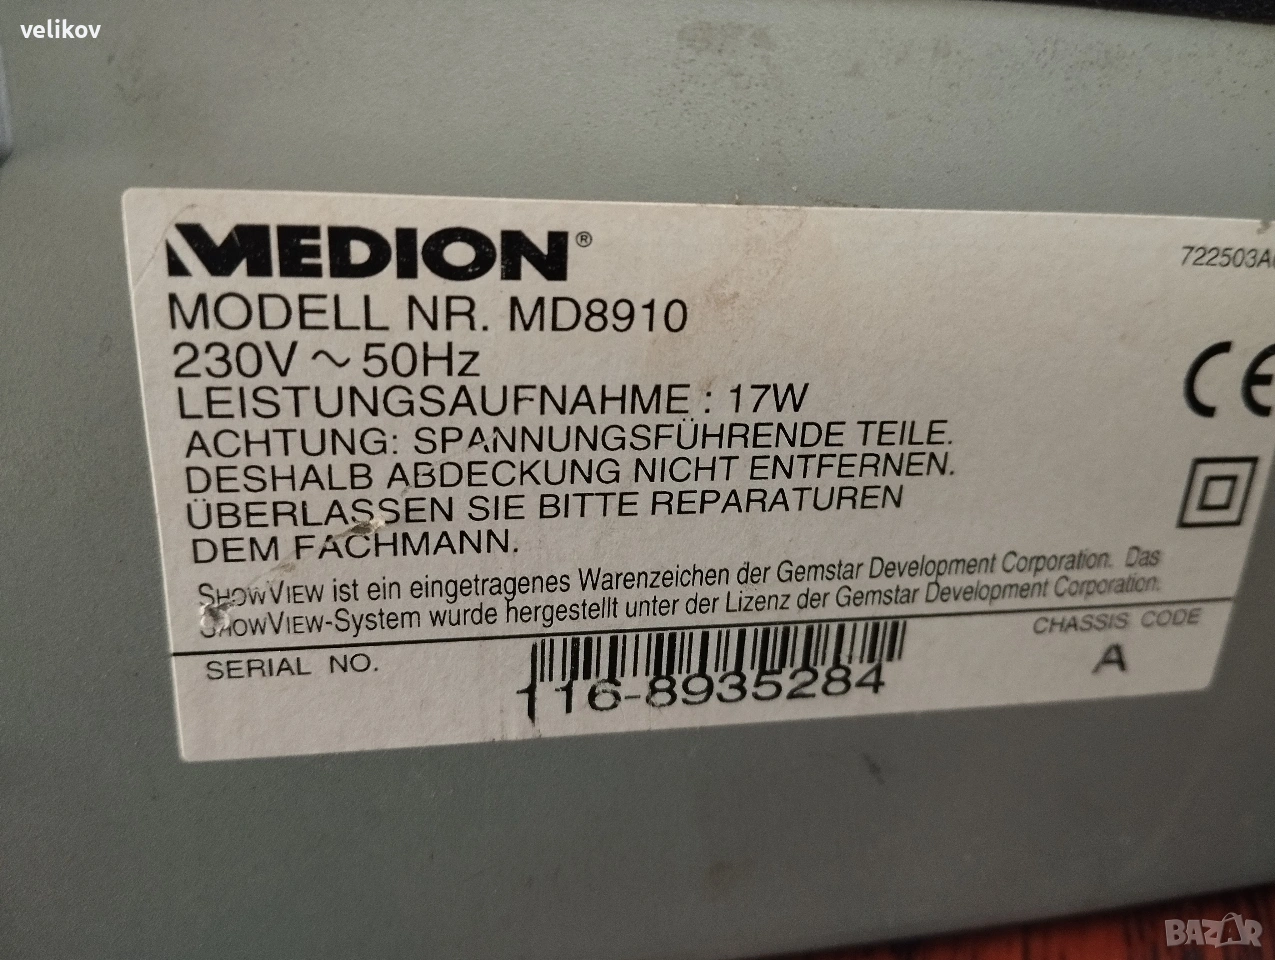 velikov
MEDION®
722503A
MODELL NR. MD8910
230V ~ 50Hz
LEISTUNGSAUFNAHME : 17W
CE
ACHTUNG: SPANNUNGSFÜHRENDE TEILE.
DESHALB ABDECKUNG NICHT ENTFERNEN.
ÜBERLASSEN SIE BITTE REPARATUREN
DEM FACHMANN.
SHOWVIEW ist ein eingetragenes Warenzeichen der Gemstar Development Corporation. Das
SHOWVIEW-System wurde hergestellt unter der Lizenz der Gemstar Development Corporation.
SERIAL NO.
116-8935284
CHASSIS CODE
A
BAZAR